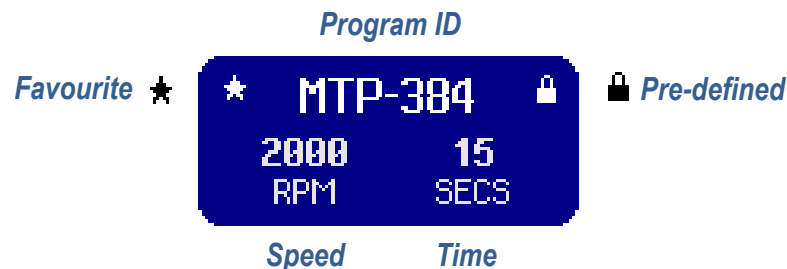 Program ID
Favourite MTP-384 Pre-defined
2000 15
RPM SECS
Speed Time